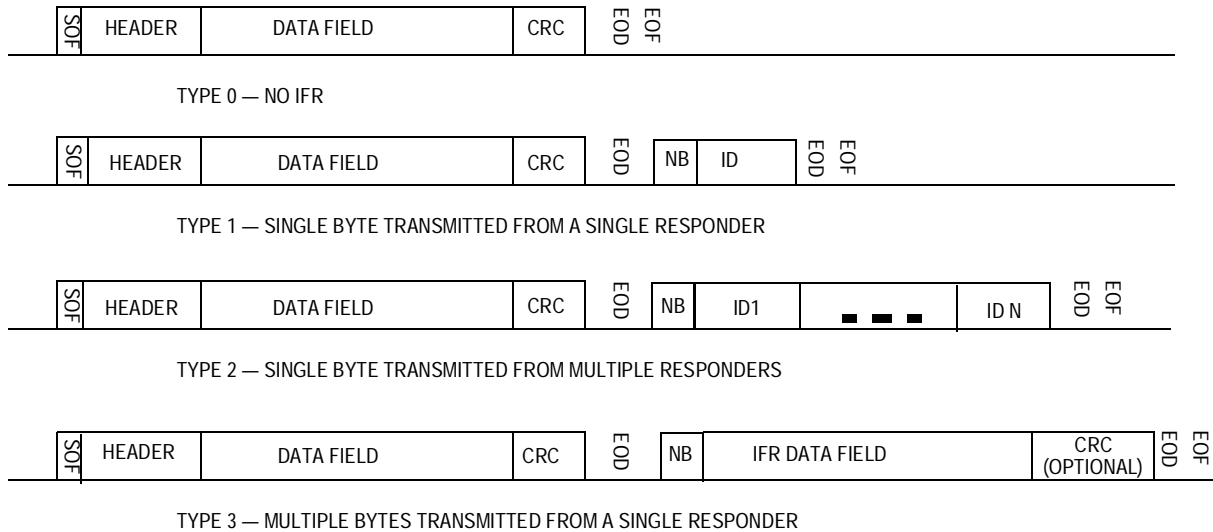 SOF HEADER DATA FIELD CRC EOD EOF
TYPE 0 — NO IFR
SOF HEADER DATA FIELD CRC EOD NB ID EOD EOF
TYPE 1 — SINGLE BYTE TRANSMITTED FROM A SINGLE RESPONDER
SOF HEADER DATA FIELD CRC EOD NB ID1 ID N EOD EOF
TYPE 2 — SINGLE BYTE TRANSMITTED FROM MULTIPLE RESPONDERS
SOF HEADER DATA FIELD CRC EOD NB IFR DATA FIELD CRC (OPTIONAL) EOD EOF
TYPE 3 — MULTIPLE BYTES TRANSMITTED FROM A SINGLE RESPONDER